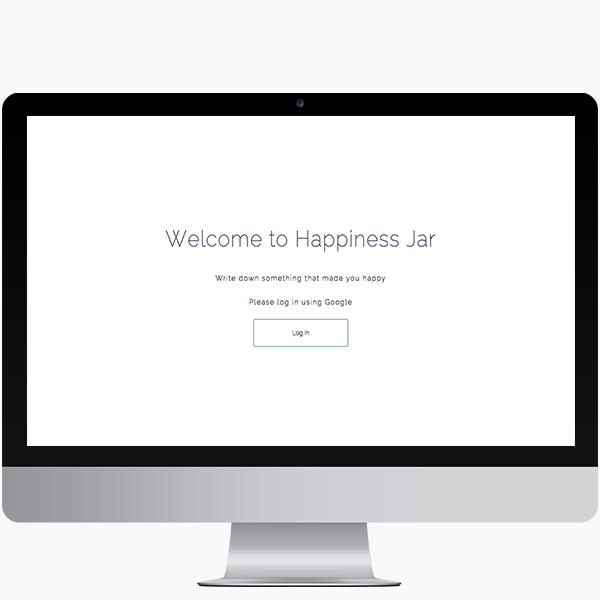 Welcome to Happiness Jar
Write down something that made you happy
Please log in using Google
Log In